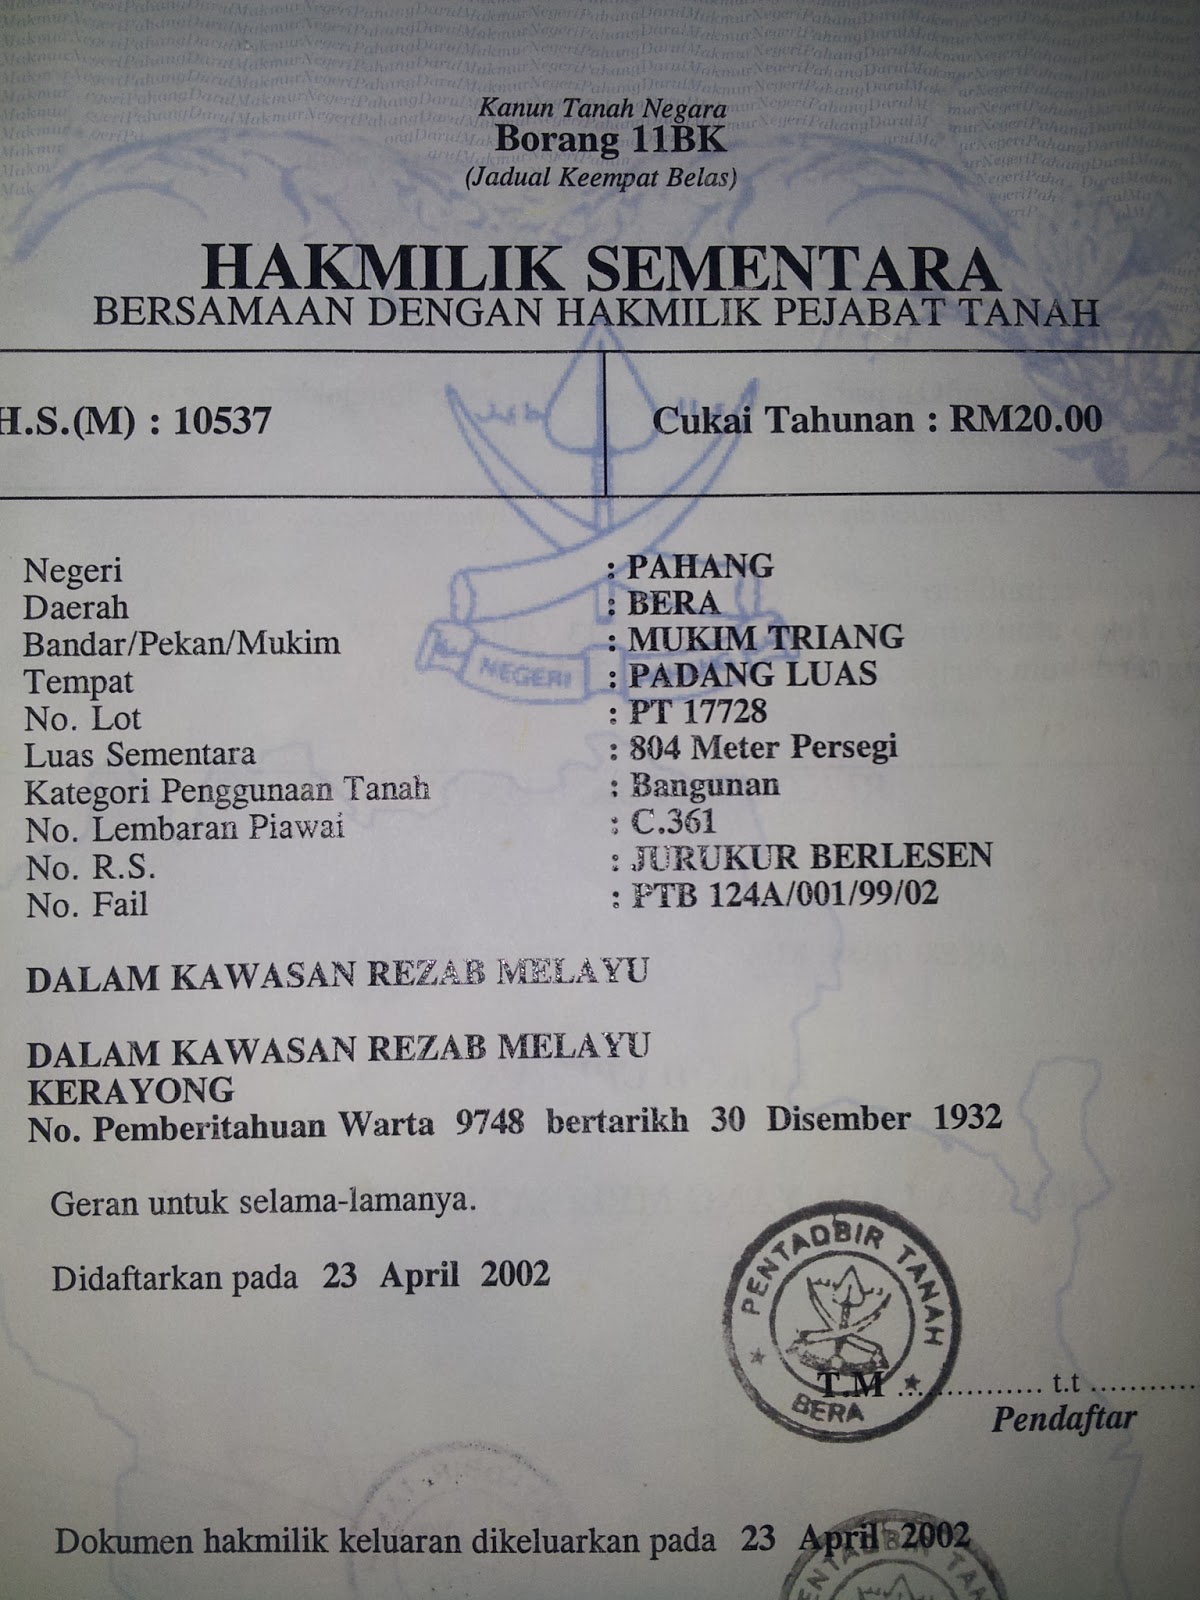 Kanun Tanah Negara
Borang 11BK
(Jadual Keempat Belas)
HAKMILIK SEMENTARA
BERSAMAAN DENGAN HAKMILIK PEJABAT TANAH
H.S.(M) : 10537 Cukai Tahunan : RM20.00
Negeri : PAHANG
Daerah : BERA
Bandar/Pekan/Mukim : MUKIM TRIANG
Tempat : PADANG LUAS
No. Lot : PT 17728
Luas Sementara : 804 Meter Persegi
Kategori Penggunaan Tanah : Bangunan
No. Lembaran Piawai : C.361
No. R.S. : JURUKUR BERLESEN
No. Fail : PTB 124A/001/99/02
NEGERI
DALAM KAWASAN REZAB MELAYU
DALAM KAWASAN REZAB MELAYU
KERAYONG
No. Pemberitahuan Warta 9748 bertarikh 30 Disember 1932
Geran untuk selama-lamanya.
Didaftarkan pada 23 April 2002
PENTADBIR TANAH
BERA
T.M .............. t.t ...........
Pendaftar
Dokumen hakmilik keluaran dikeluarkan pada 23 April 2002